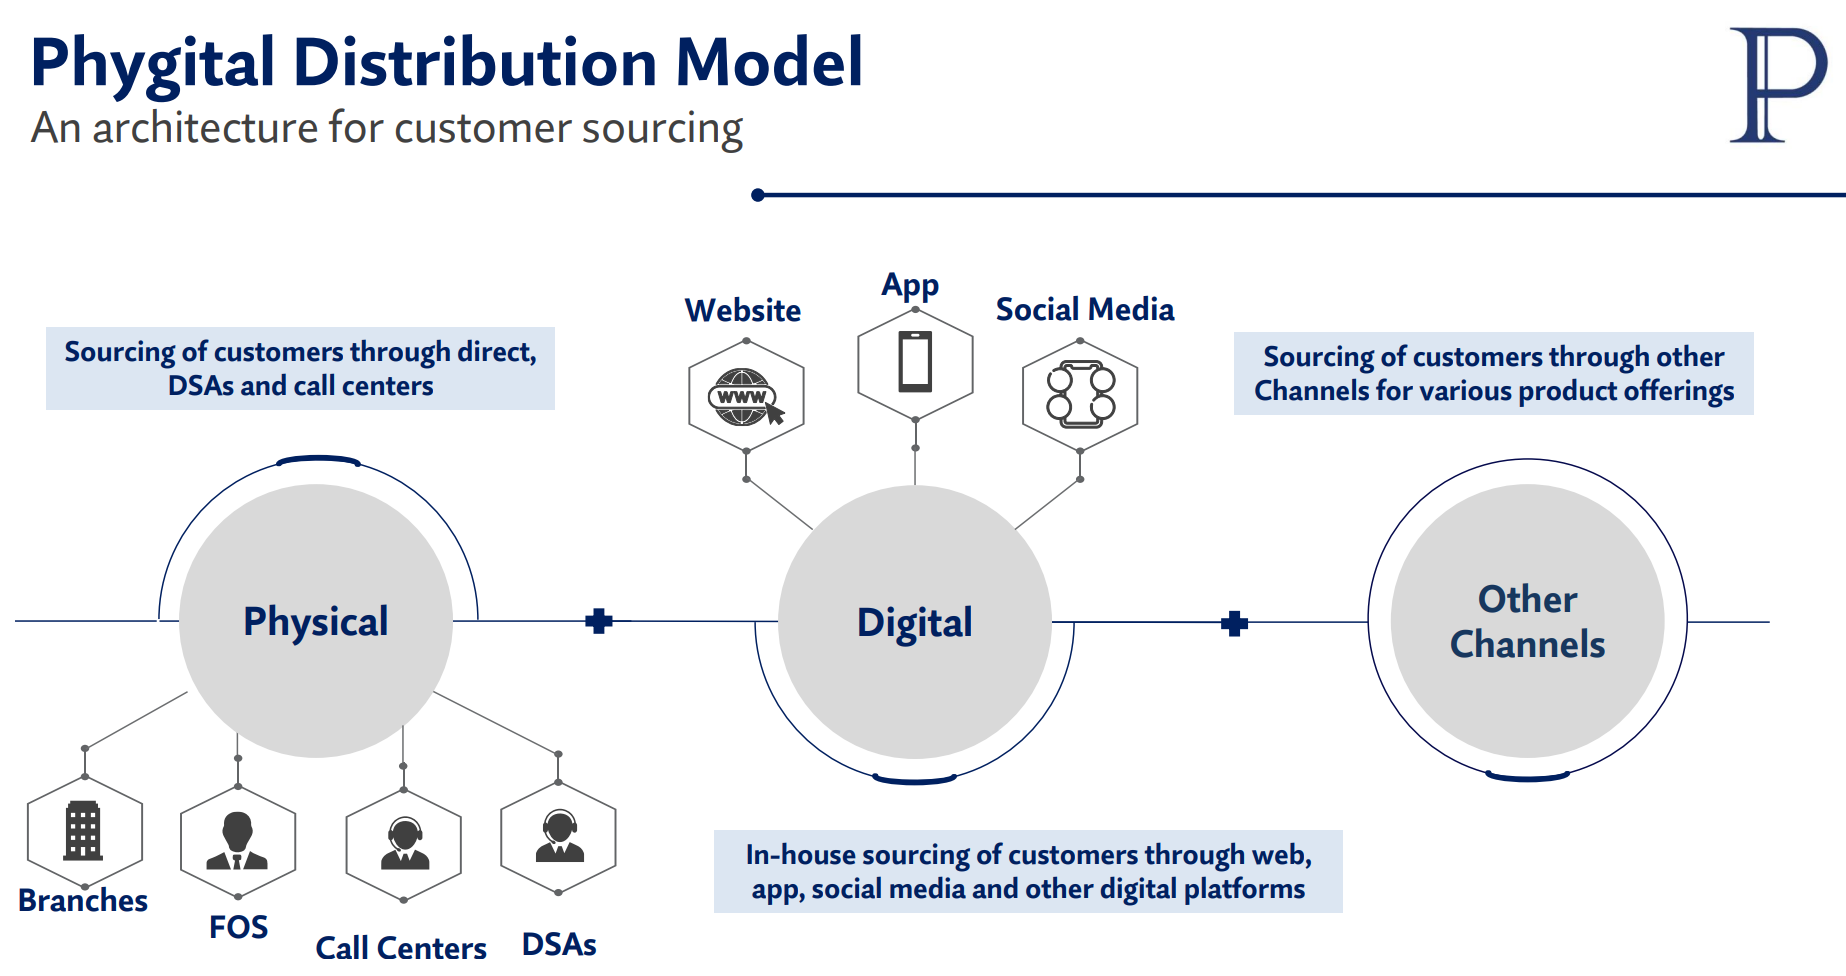 Phygital Distribution Model
An architecture for customer sourcing
P
Sourcing of customers through direct,
DSAs and call centers
Website
App
Social Media
WWW
Sourcing of customers through other
Channels for various product offerings
Physical
Digital
Other
Channels
Branches
FOS
Call Centers
DSAs
In-house sourcing of customers through web,
app, social media and other digital platforms